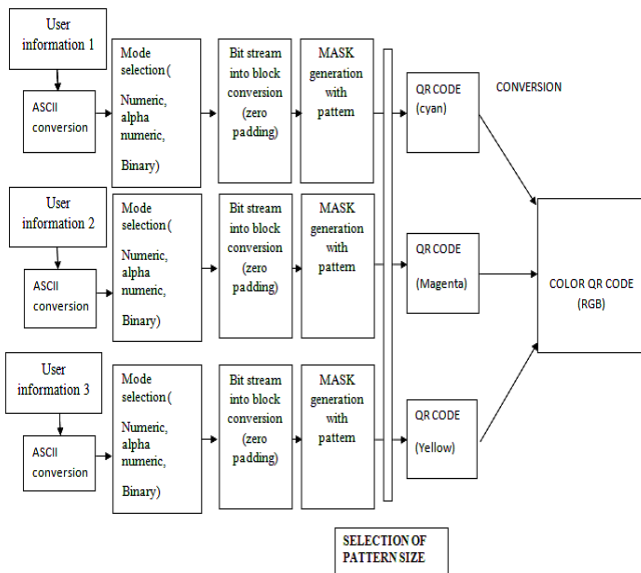 User
information 1
ASCII
conversion
Mode
selection (
Numeric,
alpha
numeric,
Binary)
Bit stream
into block
conversion
(zero
padding)
MASK
generation
with
pattern
QR CODE
(cyan)
CONVERSION
User
information 2
ASCII
conversion
Mode
selection (
Numeric,
alpha
numeric,
Binary)
Bit stream
into block
conversion
(zero
padding)
MASK
generation
with
pattern
QR CODE
(Magenta)
COLOR QR CODE
(RGB)
User
information 3
ASCII
conversion
Mode
selection (
Numeric,
alpha
numeric,
Binary)
Bit stream
into block
conversion
(zero
padding)
MASK
generation
with
pattern
QR CODE
(Yellow)
SELECTION OF
PATTERN SIZE